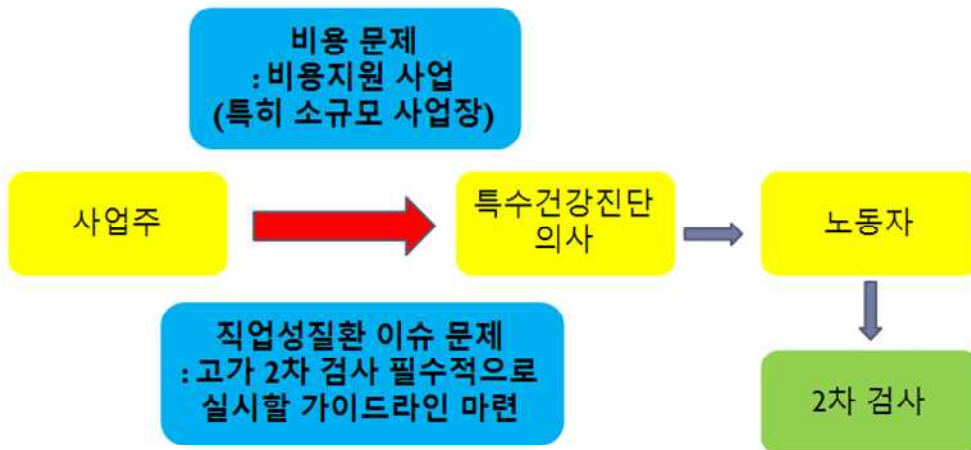 비용 문제
: 비용지원 사업
(특히 소규모 사업장)
사업주
특수건강진단
의사
노동자
직업성질환 이슈 문제
: 고가 2차 검사 필수적으로
실시할 가이드라인 마련
2차 검사